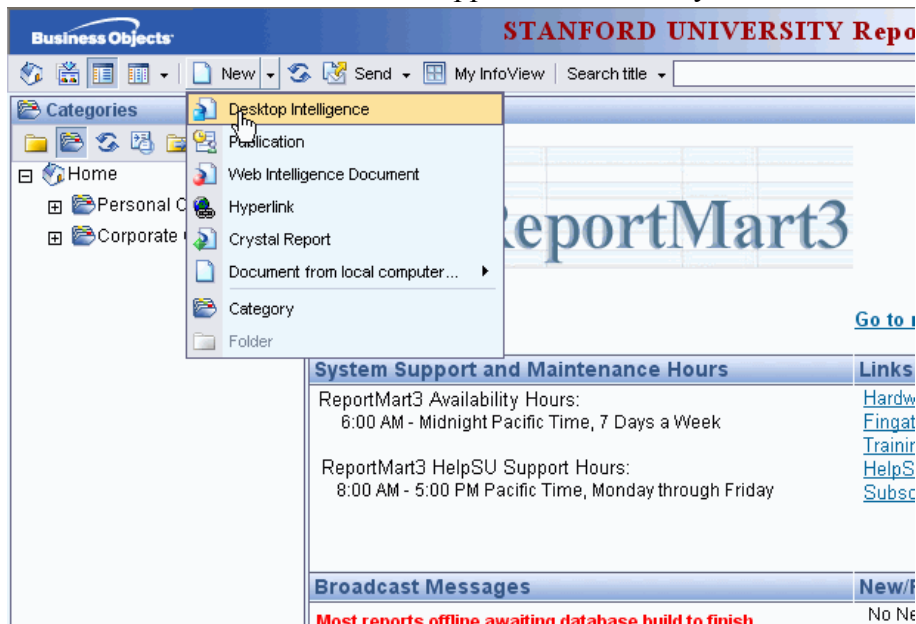 Business Objects
STANFORD UNIVERSITY
New
Send
My InfoView
Search title
Categories
Desktop Intelligence
Publication
Home
Web Intelligence Document
Personal
Hyperlink
Corporate
Crystal Report
ReportMart3
Document from local computer...
Category
Go to
Folder
System Support and Maintenance Hours
Links
ReportMart3 Availability Hours:
6:00 AM - Midnight Pacific Time, 7 Days a Week
ReportMart3 HelpSU Support Hours:
8:00 AM - 5:00 PM Pacific Time, Monday through Friday
Broadcast Messages
New/
No
Most reports offline awaiting database build to finish